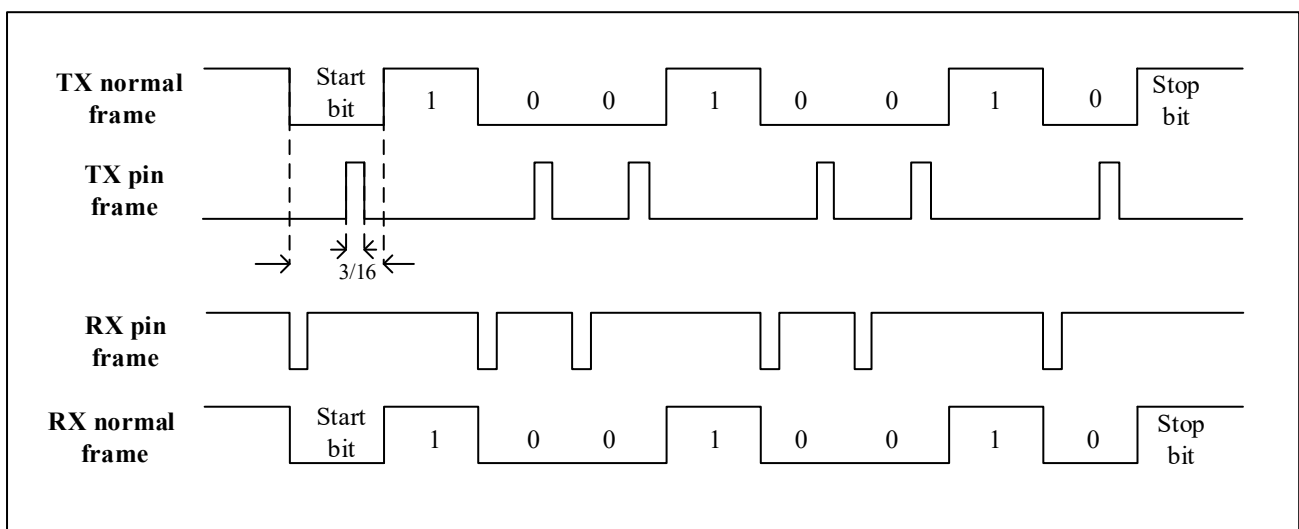 TX normal
frame
Start
bit
1 0 0 1 0 0 1 0
Stop
bit
TX pin
frame
3/16
RX pin
frame
RX normal
frame
Start
bit
1 0 0 1 0 0 1 0
Stop
bit